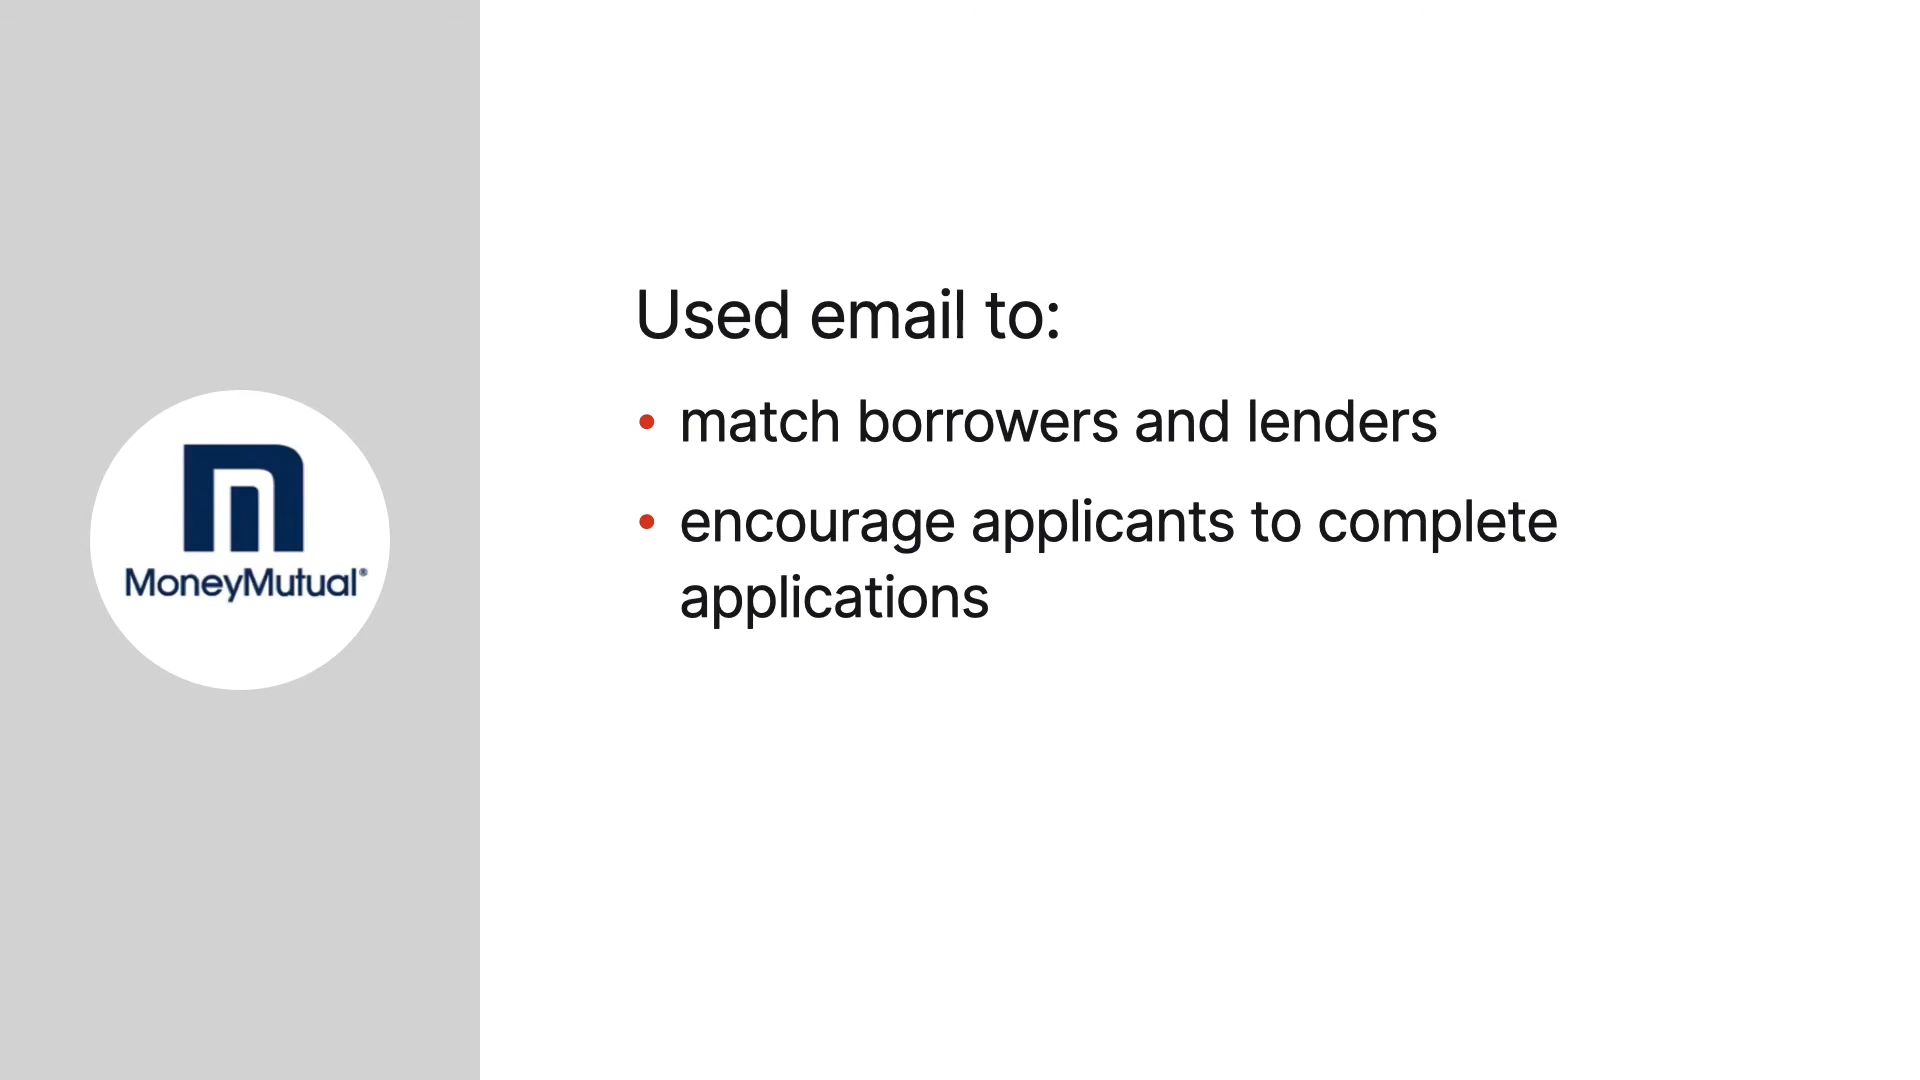 MoneyMutual®
Used email to:
• match borrowers and lenders
• encourage applicants to complete
applications